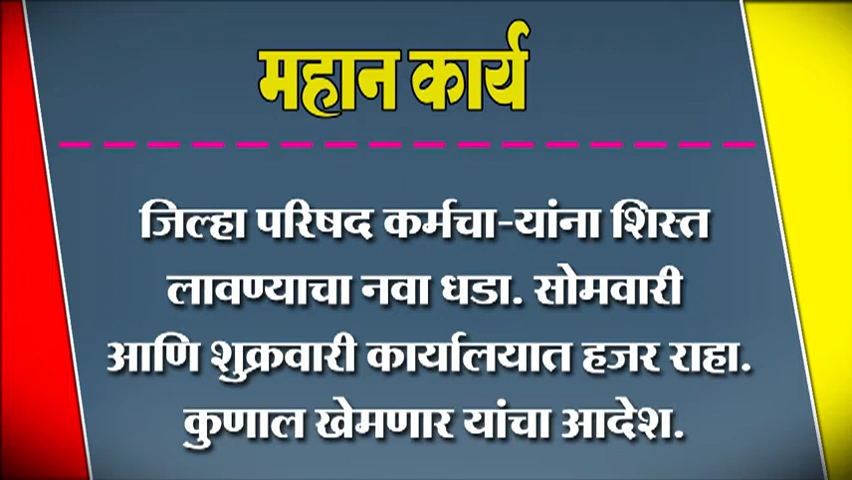 महान कार्य
जिल्हा परिषद कर्मचा-यांना शिस्त
लावण्याचा नवा धडा. सोमवारी
आणि शुक्रवारी कार्यालयात हजर राहा.
कुणाल खेमणार यांचा आदेश.